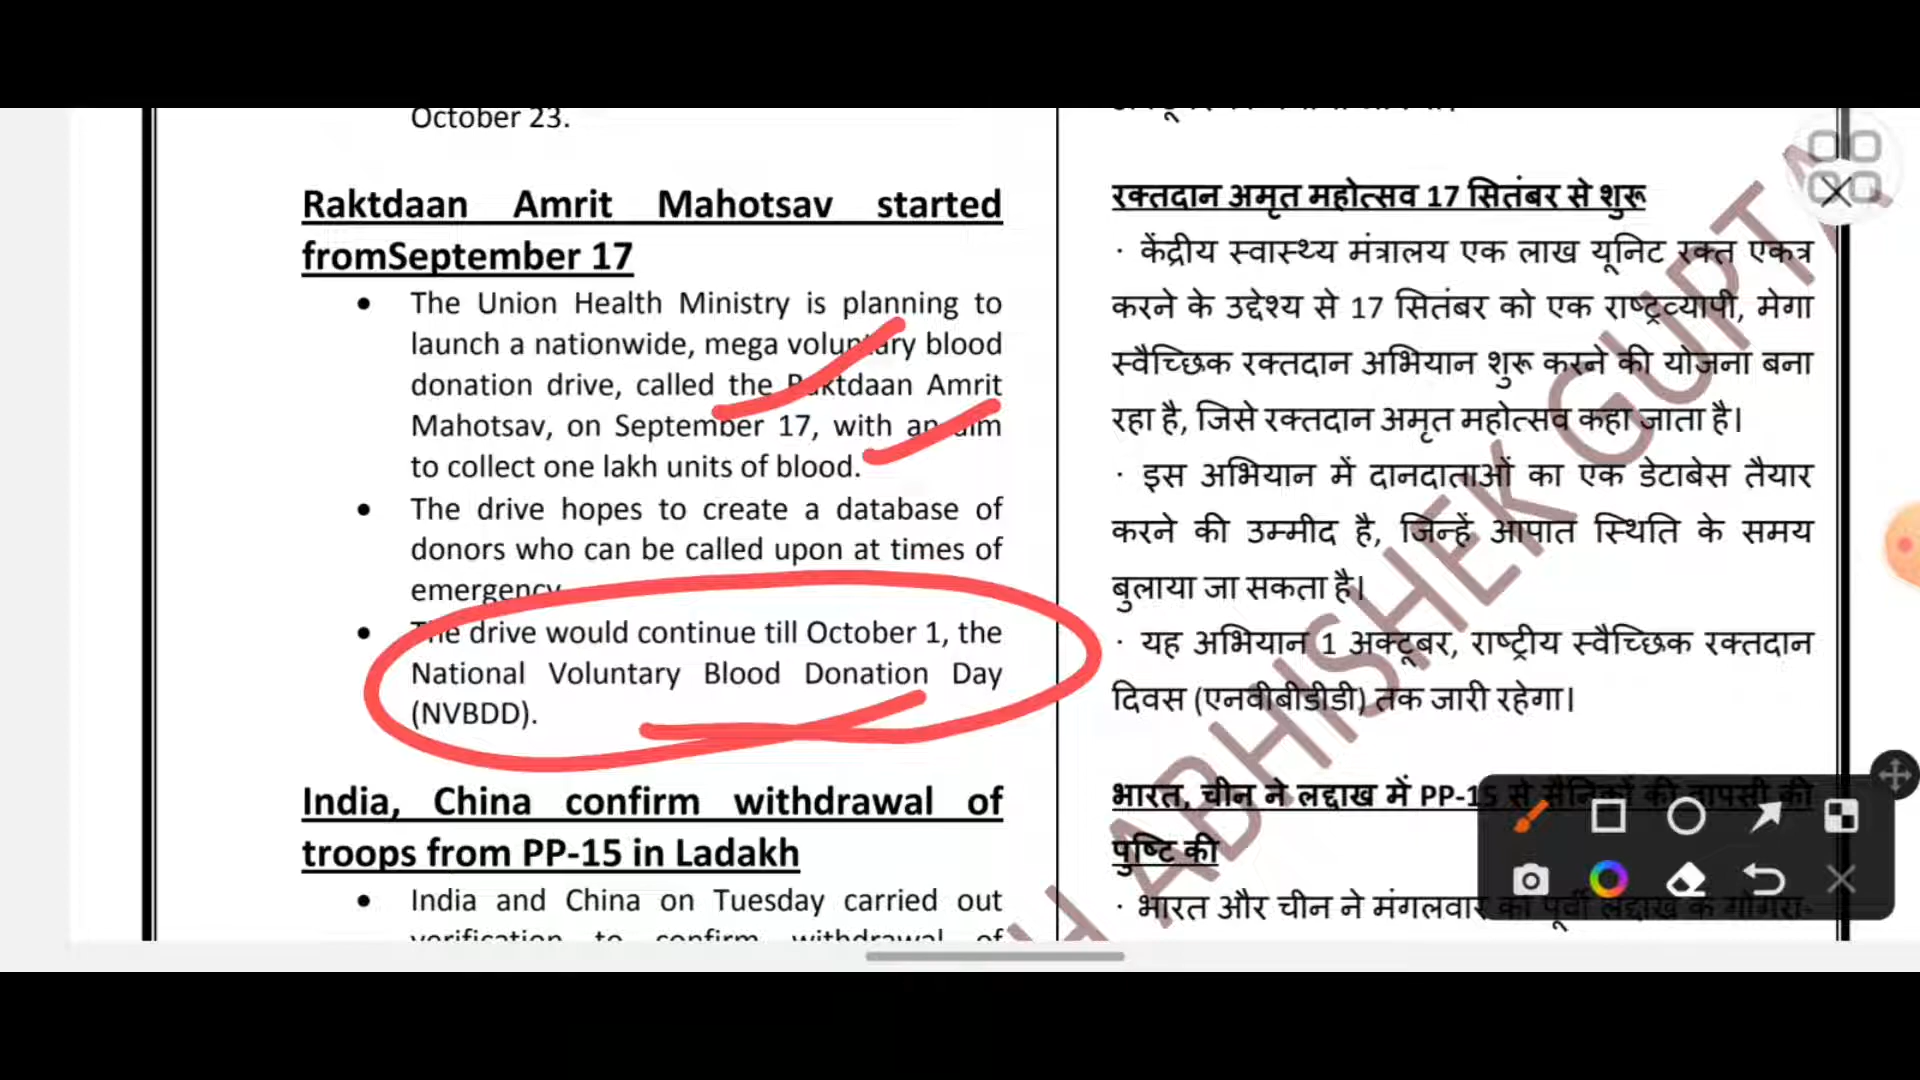 October 23.
Raktdaan Amrit Mahotsav started
fromSeptember 17
• The Union Health Ministry is planning to
launch a nationwide, mega voluntary blood
donation drive, called the Raktdaan Amrit
Mahotsav, on September 17, with an aim
to collect one lakh units of blood.
• The drive hopes to create a database of
donors who can be called upon at times of
emergency
• The drive would continue till October 1, the
National Voluntary Blood Donation Day
(NVBDD).
India, China confirm withdrawal of
troops from PP-15 in Ladakh
• India and China on Tuesday carried out
verification to confirm withdrawal of
रक्तदान अमृत महोत्सव 17 सितंबर से शुरू
· केंद्रीय स्वास्थ्य मंत्रालय एक लाख यूनिट रक्त एकत्र
करने के उद्देश्य से 17 सितंबर को एक राष्ट्रव्यापी, मेगा
स्वैच्छिक रक्तदान अभियान शुरू करने की योजना बना
रहा है, जिसे रक्तदान अमृत महोत्सव कहा जाता है।
· इस अभियान में दानदाताओं का एक डेटाबेस तैयार
करने की उम्मीद है, जिन्हें आपात स्थिति के समय
बुलाया जा सकता है।
· यह अभियान 1 अक्टूबर, राष्ट्रीय स्वैच्छिक रक्तदान
दिवस (एनवीबीडीडी) तक जारी रहेगा।
भारत, चीन ने लद्दाख में PP-15 से सैनिकों की वापसी की
पुष्टि की
· भारत और चीन ने मंगलवार को पूर्वी लद्दाख के गोगरा-
ABHISHEK GUPTA